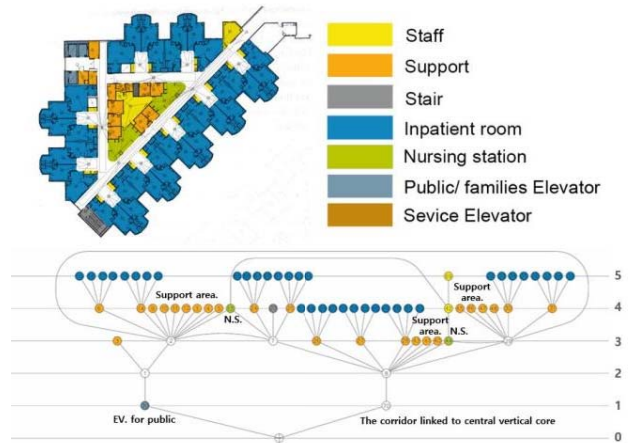 Staff
Support
Stair
Inpatient room
Nursing station
Public/ families Elevator
Sevice Elevator
5
Support
area.
Support area.
4
N.S.
Support
area.
N.S.
3
2
1
EV. for public
The corridor linked to central vertical core
0